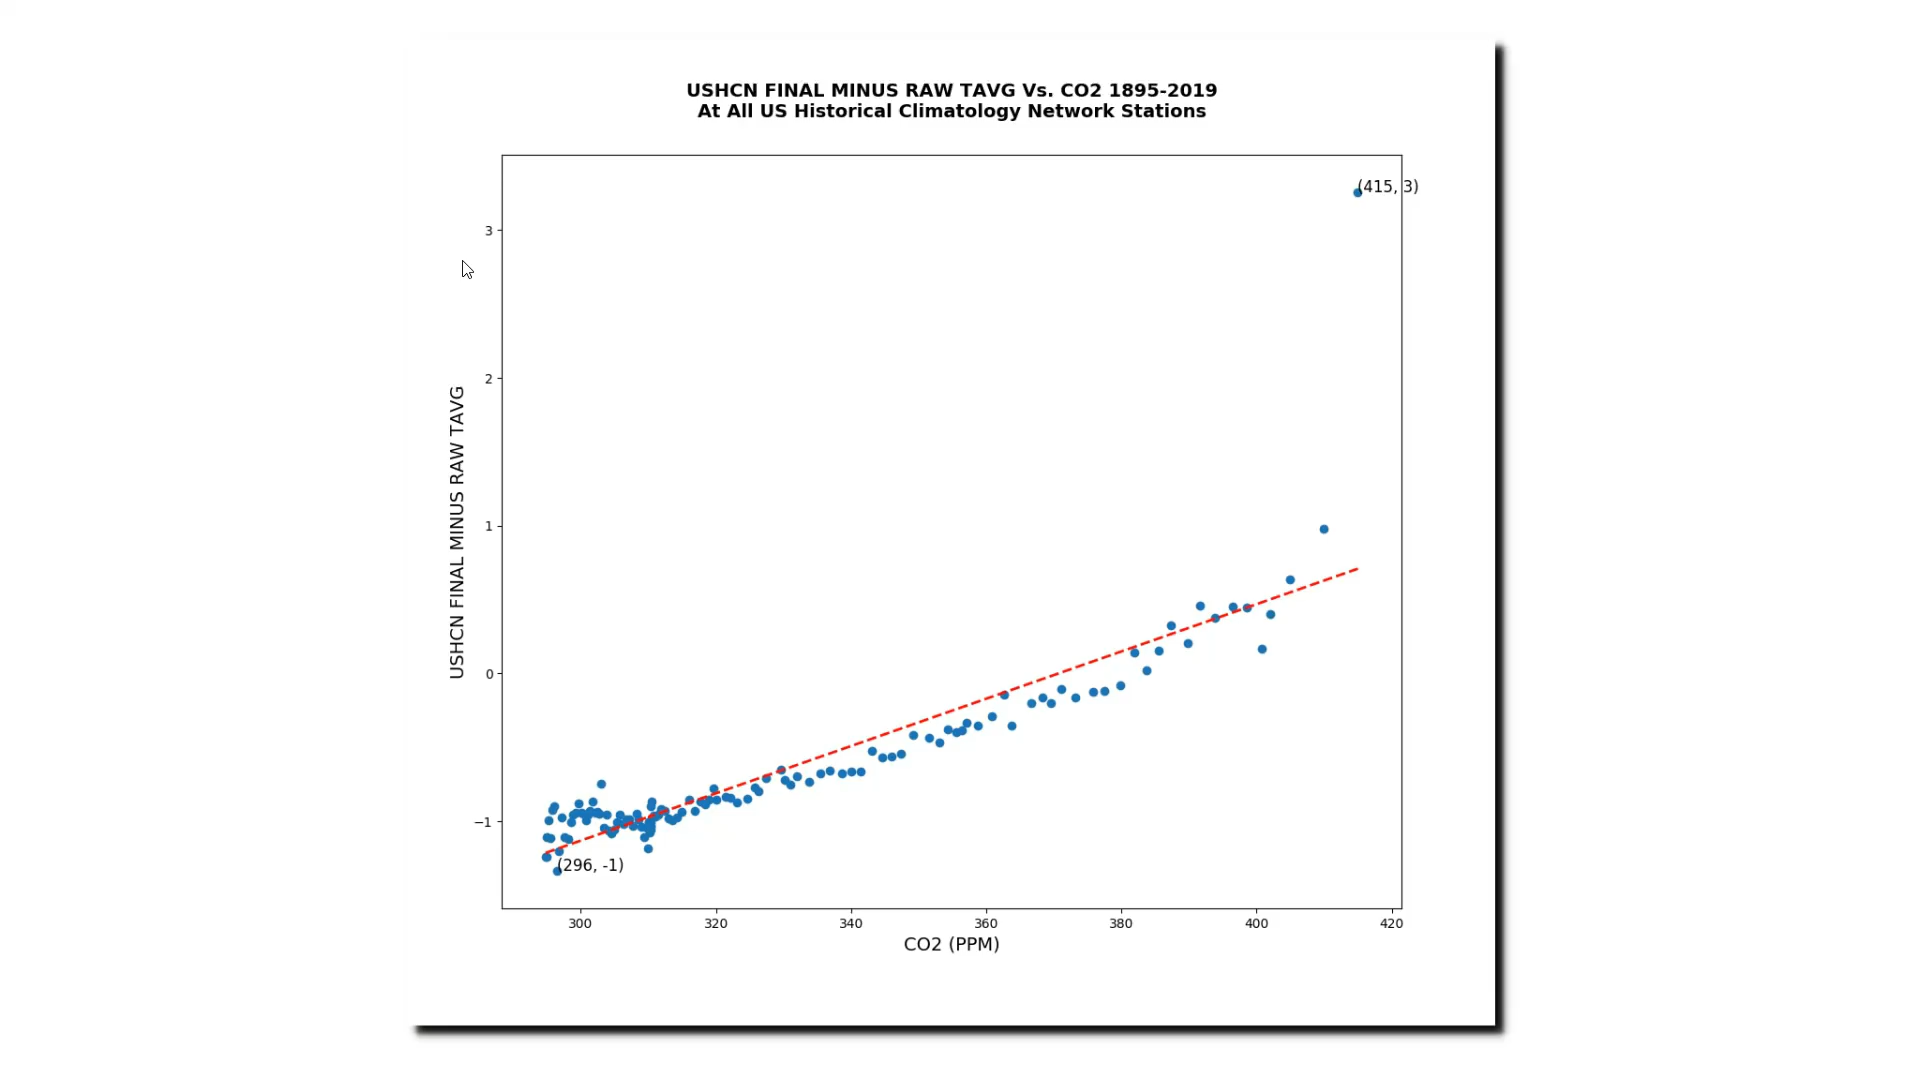 USHCN FINAL MINUS RAW TAVG Vs. CO2 1895-2019
At All US Historical Climatology Network Stations
(415, 3)
3
2
1
0
−1
USHCN FINAL MINUS RAW TAVG
(296, -1)
300 320 340 360 380 400 420
CO2 (PPM)